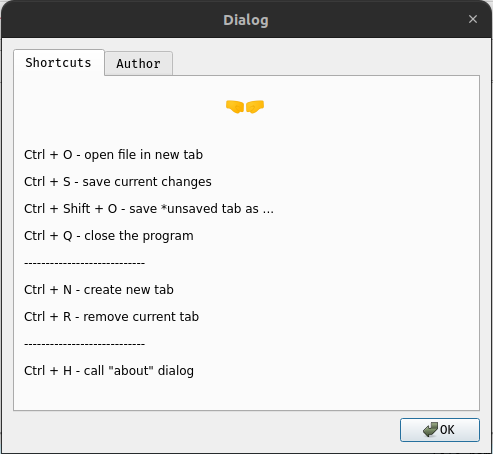 Dialog
Shortcuts
Author
Ctrl + O - open file in new tab
Ctrl + S - save current changes
Ctrl + Shift + O - save *unsaved tab as ...
Ctrl + Q - close the program
----------------------------
Ctrl + N - create new tab
Ctrl + R - remove current tab
----------------------------
Ctrl + H - call "about" dialog
OK